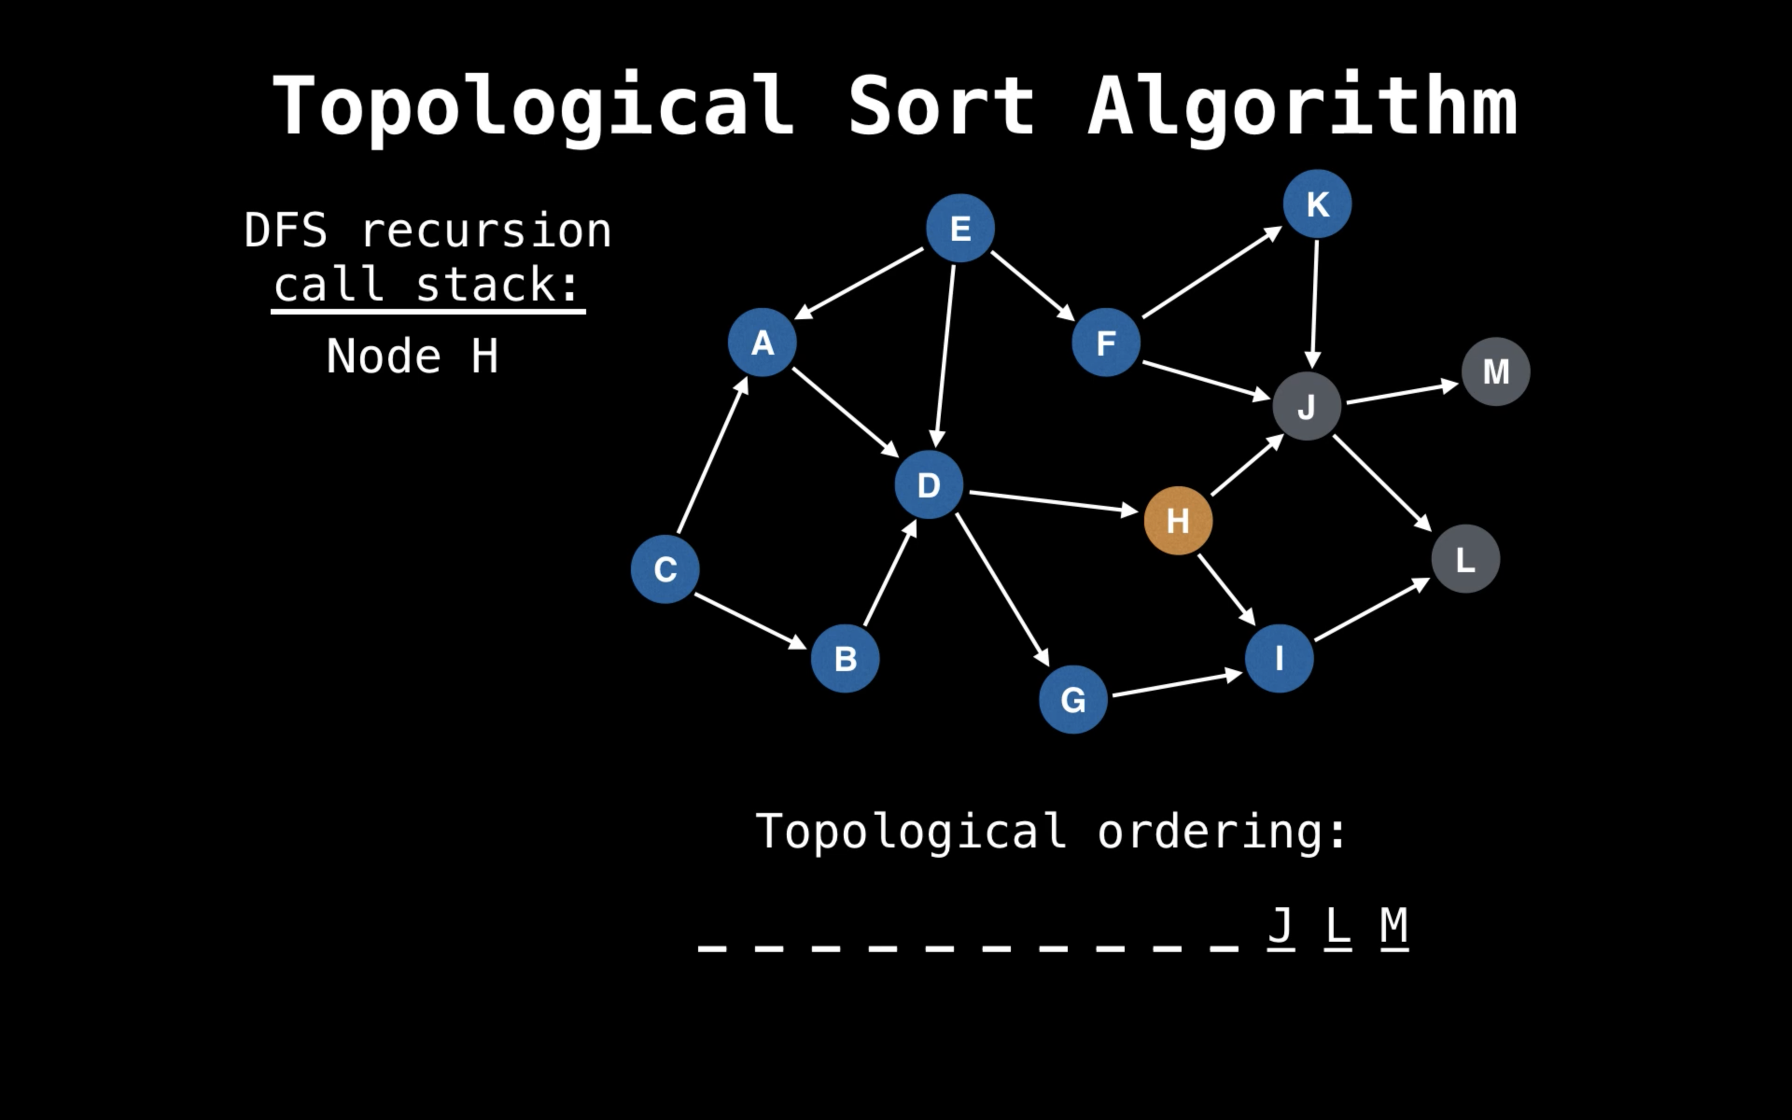 Topological Sort Algorithm
DFS recursion
call stack:
Node H
E
K
A
F
M
J
D
H
L
C
B
I
G
Topological ordering:
_ _ _ _ _ _ _ _ _ _ J L M